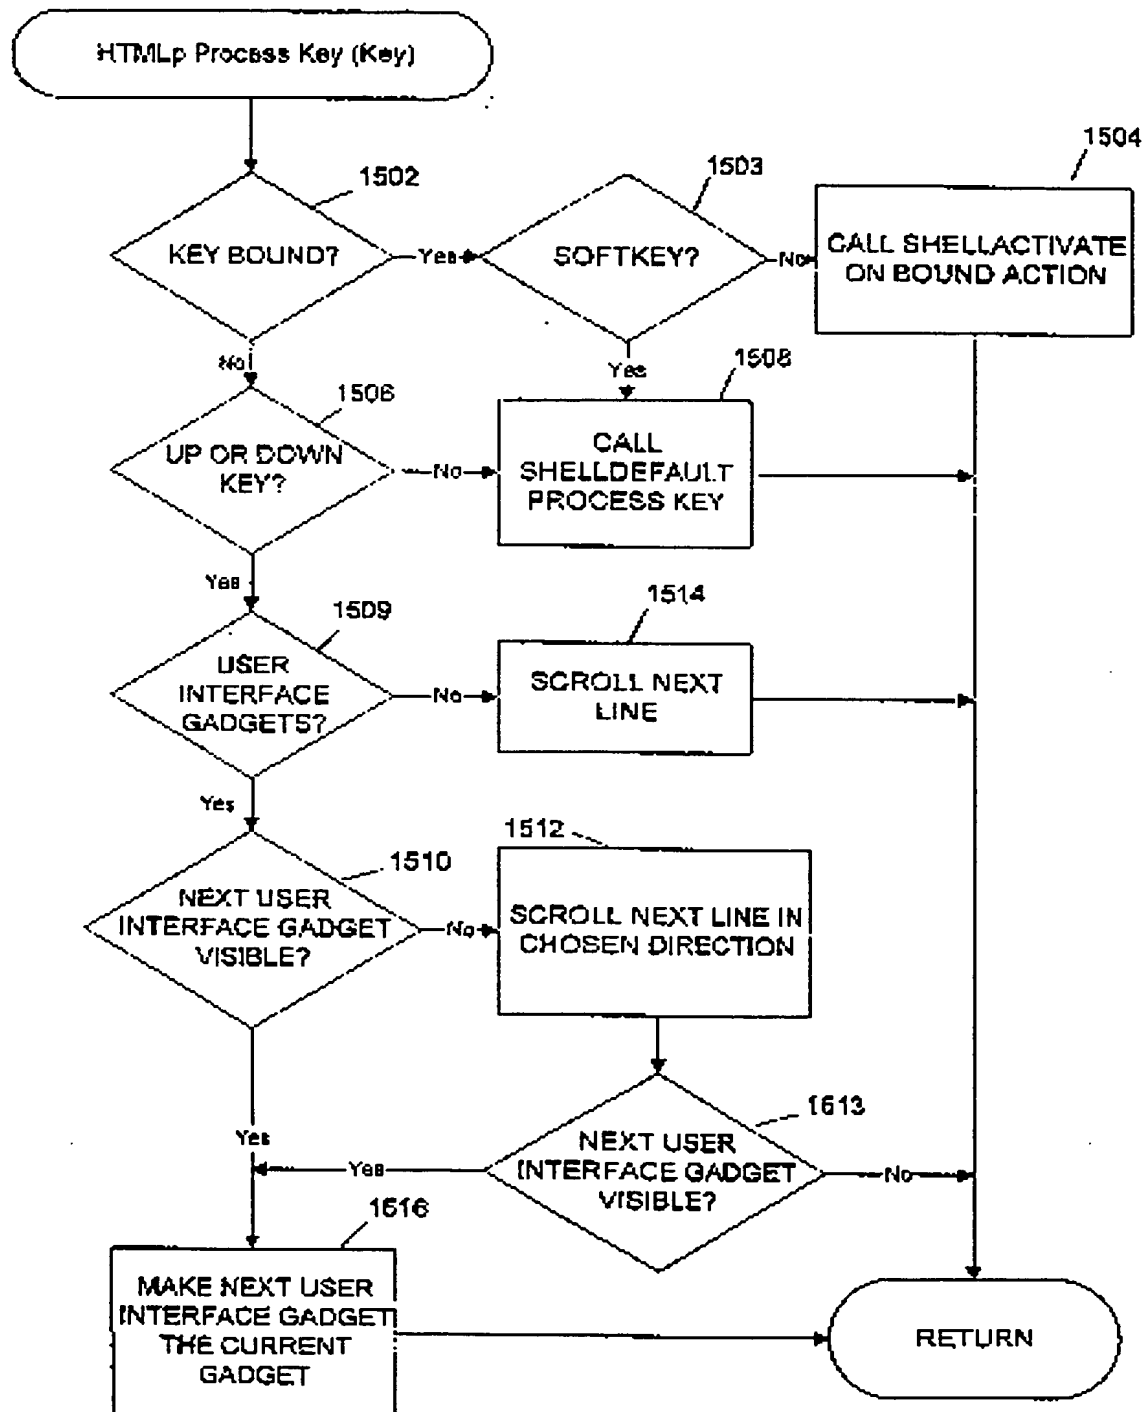 HTMLp Process Key (Key)
1502
1503
1504
KEY BOUND?
Yes
SOFTKEY?
No
CALL SHELLACTIVATE
ON BOUND ACTION
No
Yes
1506
1508
UP OR DOWN
KEY?
No
CALL
SHELLDEFAULT
PROCESS KEY
Yes
1509
1514
USER
INTERFACE
GADGETS?
No
SCROLL NEXT
LINE
Yes
1510
1512
NEXT USER
INTERFACE GADGET
VISIBLE?
No
SCROLL NEXT LINE IN
CHOSEN DIRECTION
1513
Yes
NEXT USER
INTERFACE GADGET
VISIBLE?
Yes
No
1516
MAKE NEXT USER
INTERFACE GADGET
THE CURRENT
GADGET
RETURN